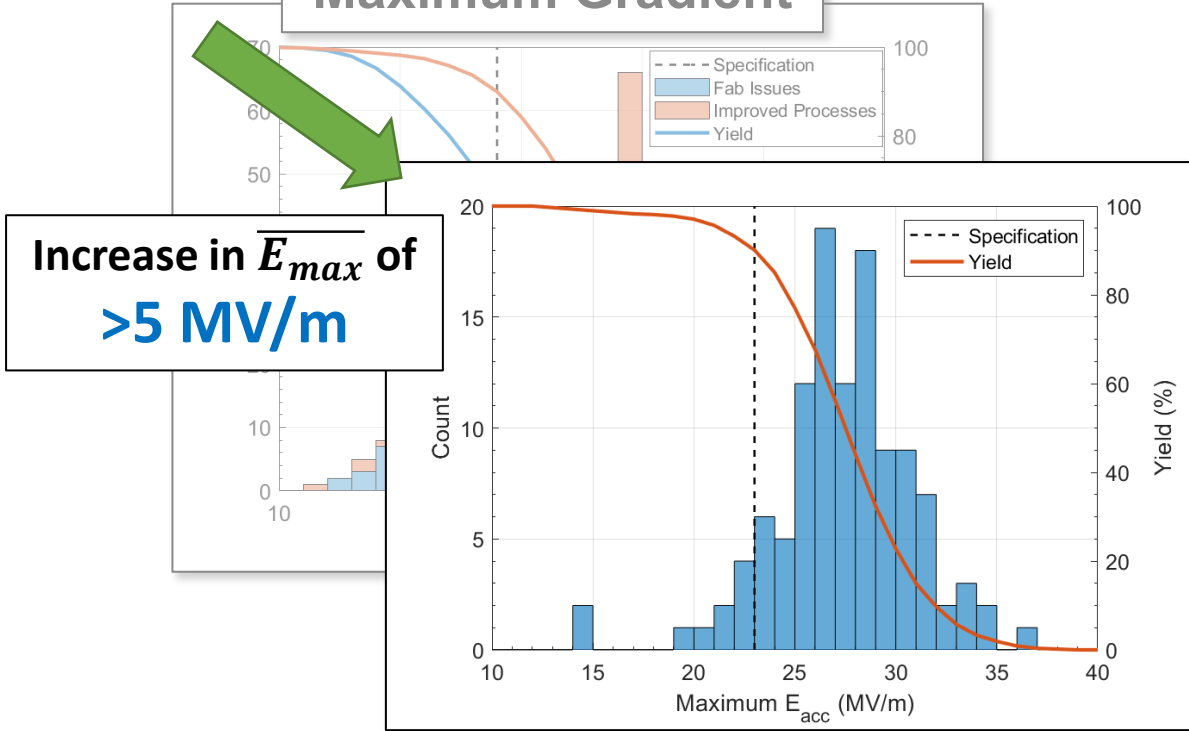 Maximum Gradient
70
60
50
10
0
10
100
80
Specification
Fab Issues
Improved Processes
Yield
Increase in E_max of
>5 MV/m
20
15
10
5
0
Count
10 15 20 25 30 35 40
Maximum E_acc (MV/m)
100
80
60
40
20
0
Yield (%)
Specification
Yield